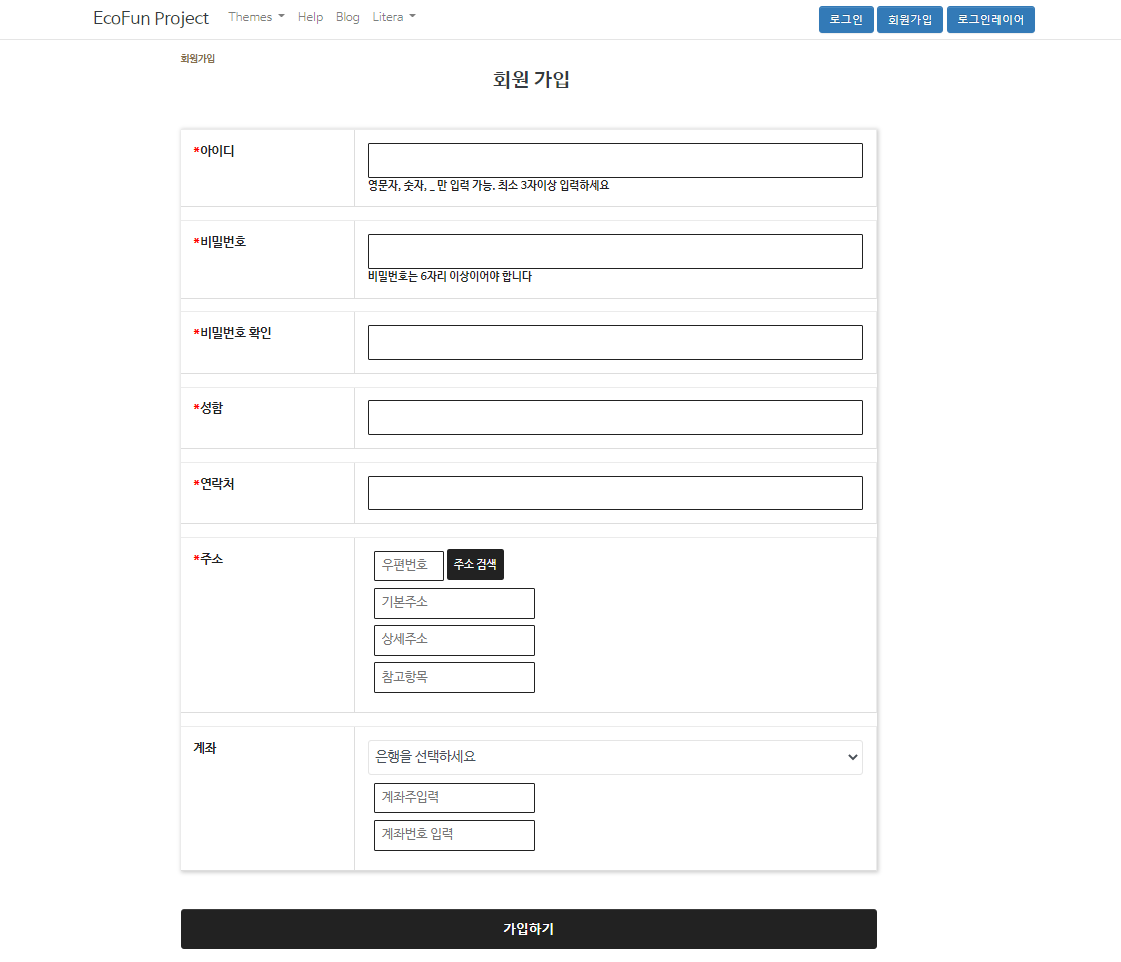 EcoFun Project Themes Help Blog Litera 로그인 회원가입 로그인레이어
회원가입
회원 가입
*아이디
영문자, 숫자, _ 만 입력 가능. 최소 3자이상 입력하세요
*비밀번호
비밀번호는 6자리 이상이어야 합니다
*비밀번호 확인
*성함
*연락처
*주소
우편번호 주소 검색
기본주소
상세주소
참고항목
계좌
은행을 선택하세요
계좌주입력
계좌번호 입력
가입하기